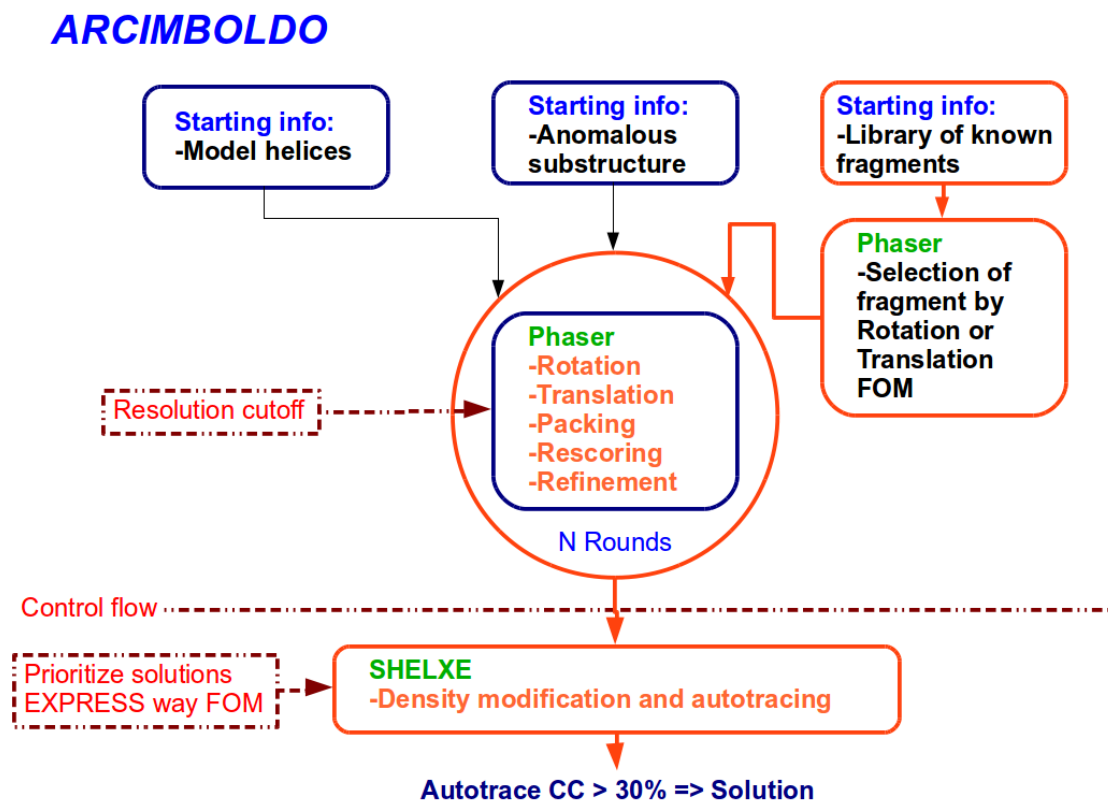 ARCIMBOLDO
Starting info:
-Model helices
Starting info:
-Anomalous
substructure
Starting info:
-Library of known
fragments
Phaser
-Selection of
fragment by
Rotation or
Translation
FOM
Phaser
-Rotation
-Translation
-Packing
-Rescoring
-Refinement
Resolution cutoff
N Rounds
Control flow
Prioritize solutions
EXPRESS way FOM
SHELXE
-Density modification and autotracing
Autotrace CC > 30% => Solution